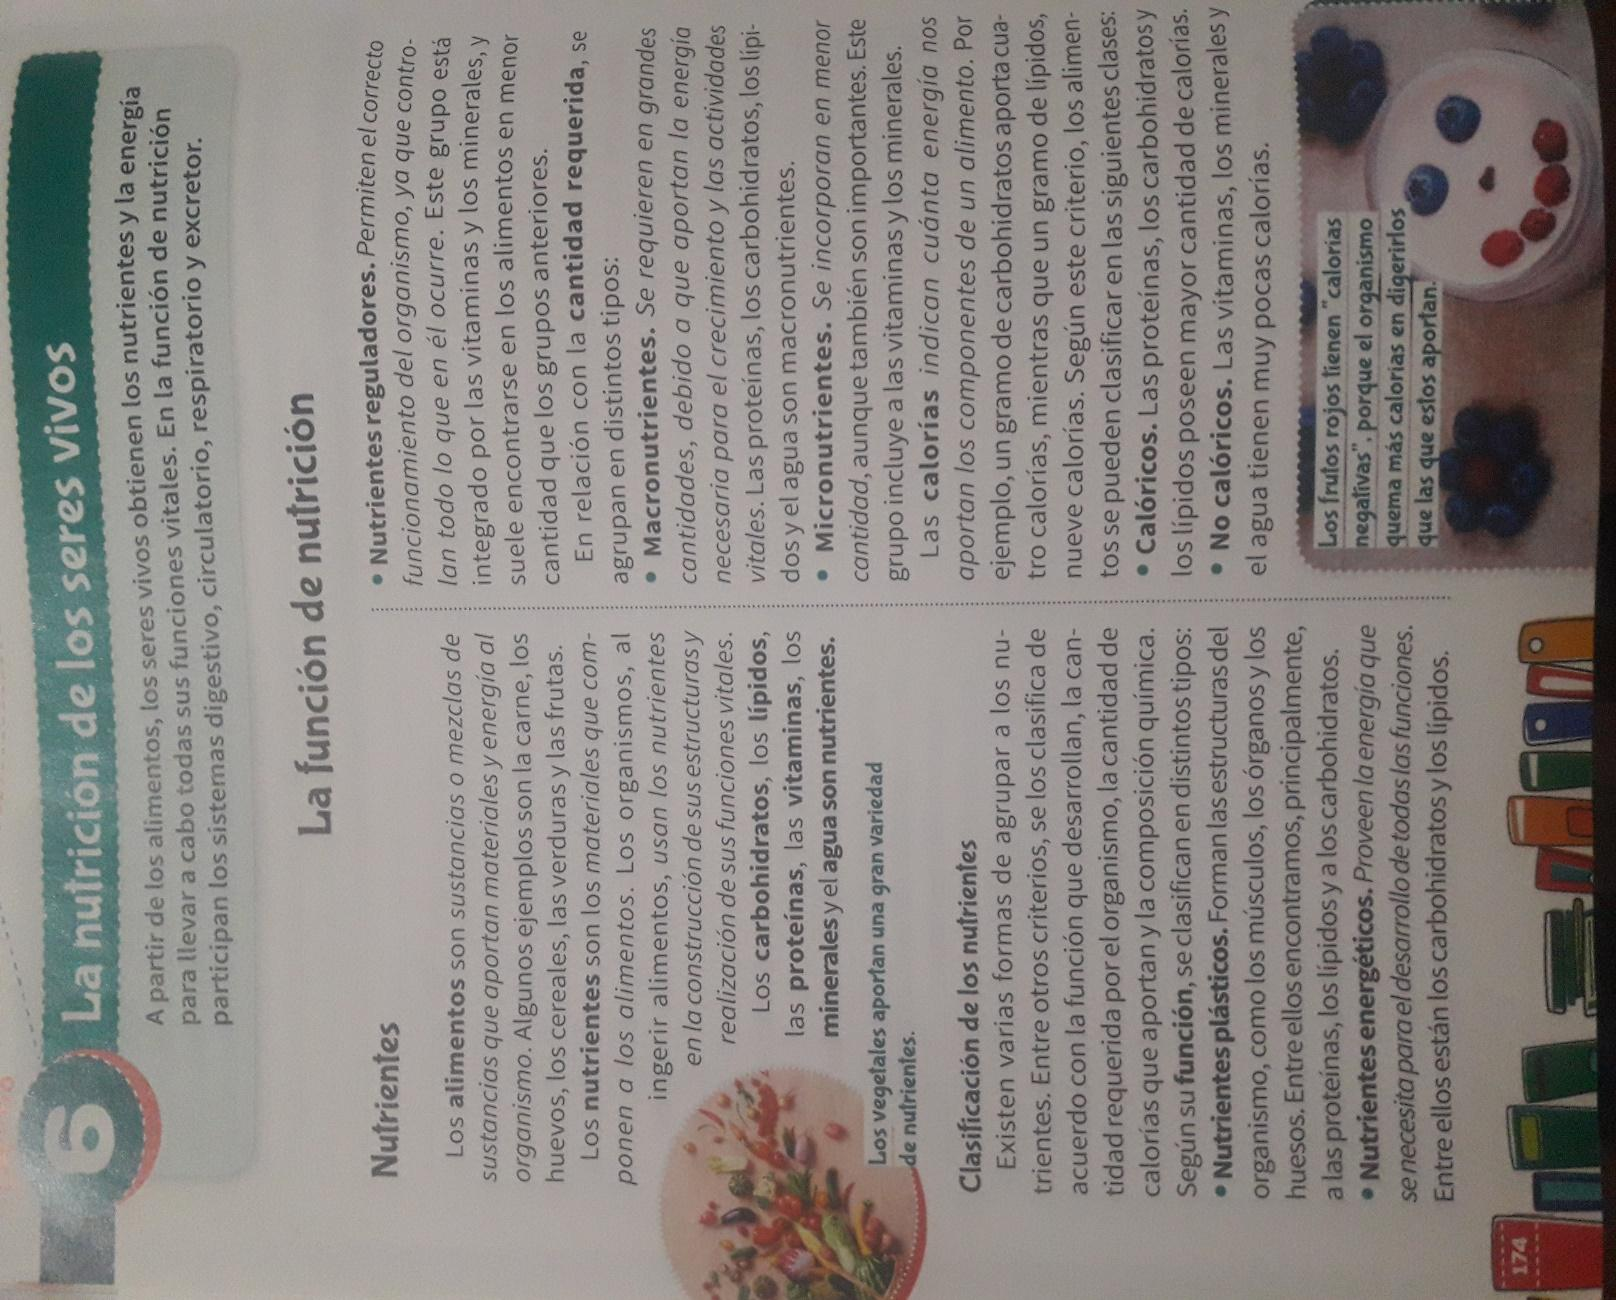 6
La nutrición de los seres vivos
A partir de los alimentos, los seres vivos obtienen los nutrientes y la energía
para llevar a cabo todas sus funciones vitales. En la función de nutrición
participan los sistemas digestivo, circulatorio, respiratorio y excretor.
La función de nutrición
Nutrientes
Los alimentos son sustancias o mezclas de
sustancias que aportan materiales y energía al
organismo. Algunos ejemplos son la carne, los
huevos, los cereales, las verduras y las frutas.
Los nutrientes son los materiales que com-
ponen a los alimentos. Los organismos, al
ingerir alimentos, usan los nutrientes
en la construcción de sus estructuras y
realización de sus funciones vitales.
Los carbohidratos, los lípidos,
las proteínas, las vitaminas, los
minerales y el agua son nutrientes.
Los vegetales aportan una gran variedad
de nutrientes.
Clasificación de los nutrientes
Existen varias formas de agrupar a los nu-
trientes. Entre otros criterios, se los clasifica de
acuerdo con la función que desarrollan, la can-
tidad requerida por el organismo, la cantidad de
calorías que aportan y la composición química.
Según su función, se clasifican en distintos tipos:
• Nutrientes plásticos. Forman las estructuras del
organismo, como los músculos, los órganos y los
huesos. Entre ellos encontramos, principalmente,
a las proteínas, los lípidos y a los carbohidratos.
• Nutrientes energéticos. Proveen la energía que
se necesita para el desarrollo de todas las funciones.
Entre ellos están los carbohidratos y los lípidos.
• Nutrientes reguladores. Permiten el correcto
funcionamiento del organismo, ya que contro-
lan todo lo que en él ocurre. Este grupo está
integrado por las vitaminas y los minerales, y
suele encontrarse en los alimentos en menor
cantidad que los grupos anteriores.
En relación con la cantidad requerida, se
agrupan en distintos tipos:
• Macronutrientes. Se requieren en grandes
cantidades, debido a que aportan la energía
necesaria para el crecimiento y las actividades
vitales. Las proteínas, los carbohidratos, los lípi-
dos y el agua son macronutrientes.
• Micronutrientes. Se incorporan en menor
cantidad, aunque también son importantes. Este
grupo incluye a las vitaminas y los minerales.
Las calorías indican cuánta energía nos
aportan los componentes de un alimento. Por
ejemplo, un gramo de carbohidratos aporta cua-
tro calorías, mientras que un gramo de lípidos,
nueve calorías. Según este criterio, los alimen-
tos se pueden clasificar en las siguientes clases:
• Calóricos. Las proteínas, los carbohidratos y
los lípidos poseen mayor cantidad de calorías.
• No calóricos. Las vitaminas, los minerales y
el agua tienen muy pocas calorías.
Los frutos rojos tienen "calorías
negativas", porque el organismo
quema más calorías en digerirlos
que las que estos aportan.
174